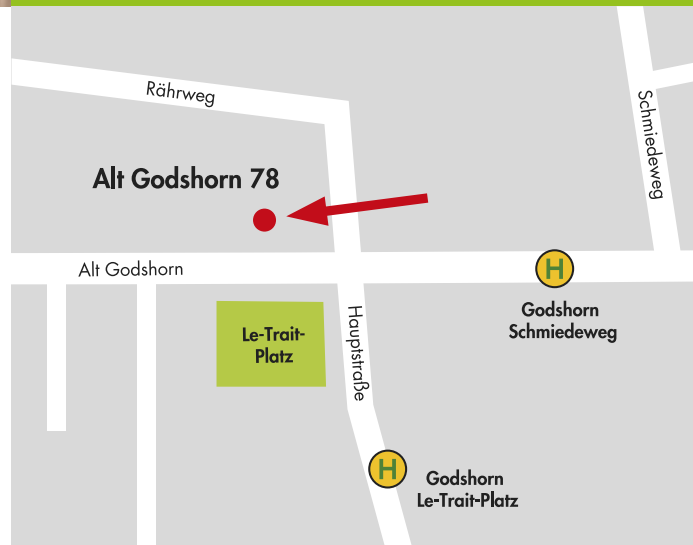 Rährweg
Schmiedeweg
Alt Godshorn 78
Alt Godshorn
H
Godshorn
Schmiedeweg
Le-Trait-
Platz
Hauptstraße
H
Godshorn
Le-Trait-Platz